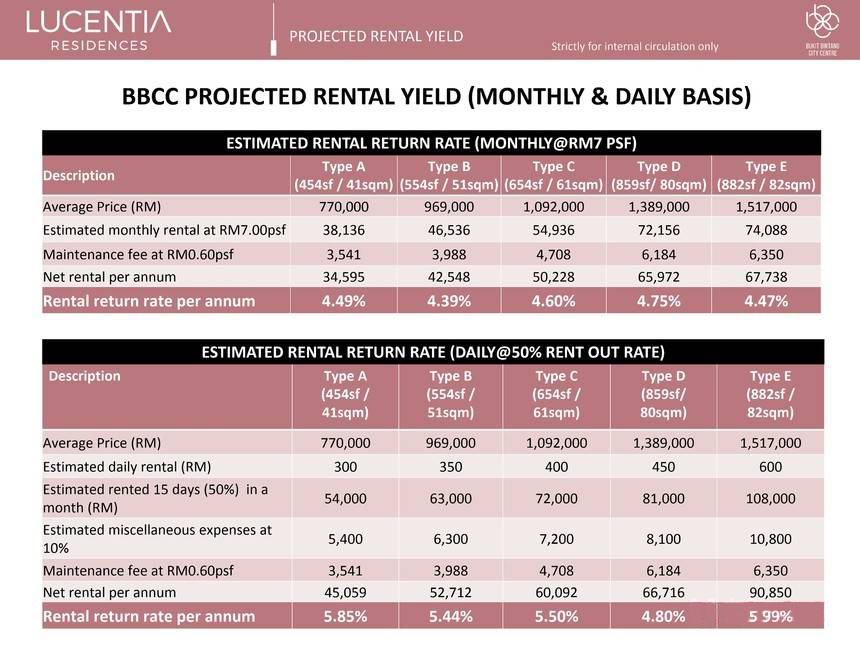 LUCENTIA
RESIDENCES
PROJECTED RENTAL YIELD
Strictly for internal circulation only
BUKIT BINTANG
CITY CENTRE
BBCC PROJECTED RENTAL YIELD (MONTHLY & DAILY BASIS)
ESTIMATED RENTAL RETURN RATE (MONTHLY@RM7 PSF)
Description Type A (454sf / 41sqm) Type B (554sf / 51sqm) Type C (654sf / 61sqm) Type D (859sf/ 80sqm) Type E (882sf / 82sqm)
Average Price (RM) 770,000 969,000 1,092,000 1,389,000 1,517,000
Estimated monthly rental at RM7.00psf 38,136 46,536 54,936 72,156 74,088
Maintenance fee at RM0.60psf 3,541 3,988 4,708 6,184 6,350
Net rental per annum 34,595 42,548 50,228 65,972 67,738
Rental return rate per annum 4.49% 4.39% 4.60% 4.75% 4.47%
ESTIMATED RENTAL RETURN RATE (DAILY@50% RENT OUT RATE)
Description Type A (454sf / 41sqm) Type B (554sf / 51sqm) Type C (654sf / 61sqm) Type D (859sf/ 80sqm) Type E (882sf / 82sqm)
Average Price (RM) 770,000 969,000 1,092,000 1,389,000 1,517,000
Estimated daily rental (RM) 300 350 400 450 600
Estimated rented 15 days (50%) in a month (RM) 54,000 63,000 72,000 81,000 108,000
Estimated miscellaneous expenses at 10% 5,400 6,300 7,200 8,100 10,800
Maintenance fee at RM0.60psf 3,541 3,988 4,708 6,184 6,350
Net rental per annum 45,059 52,712 60,092 66,716 90,850
Rental return rate per annum 5.85% 5.44% 5.50% 4.80% 5 99%